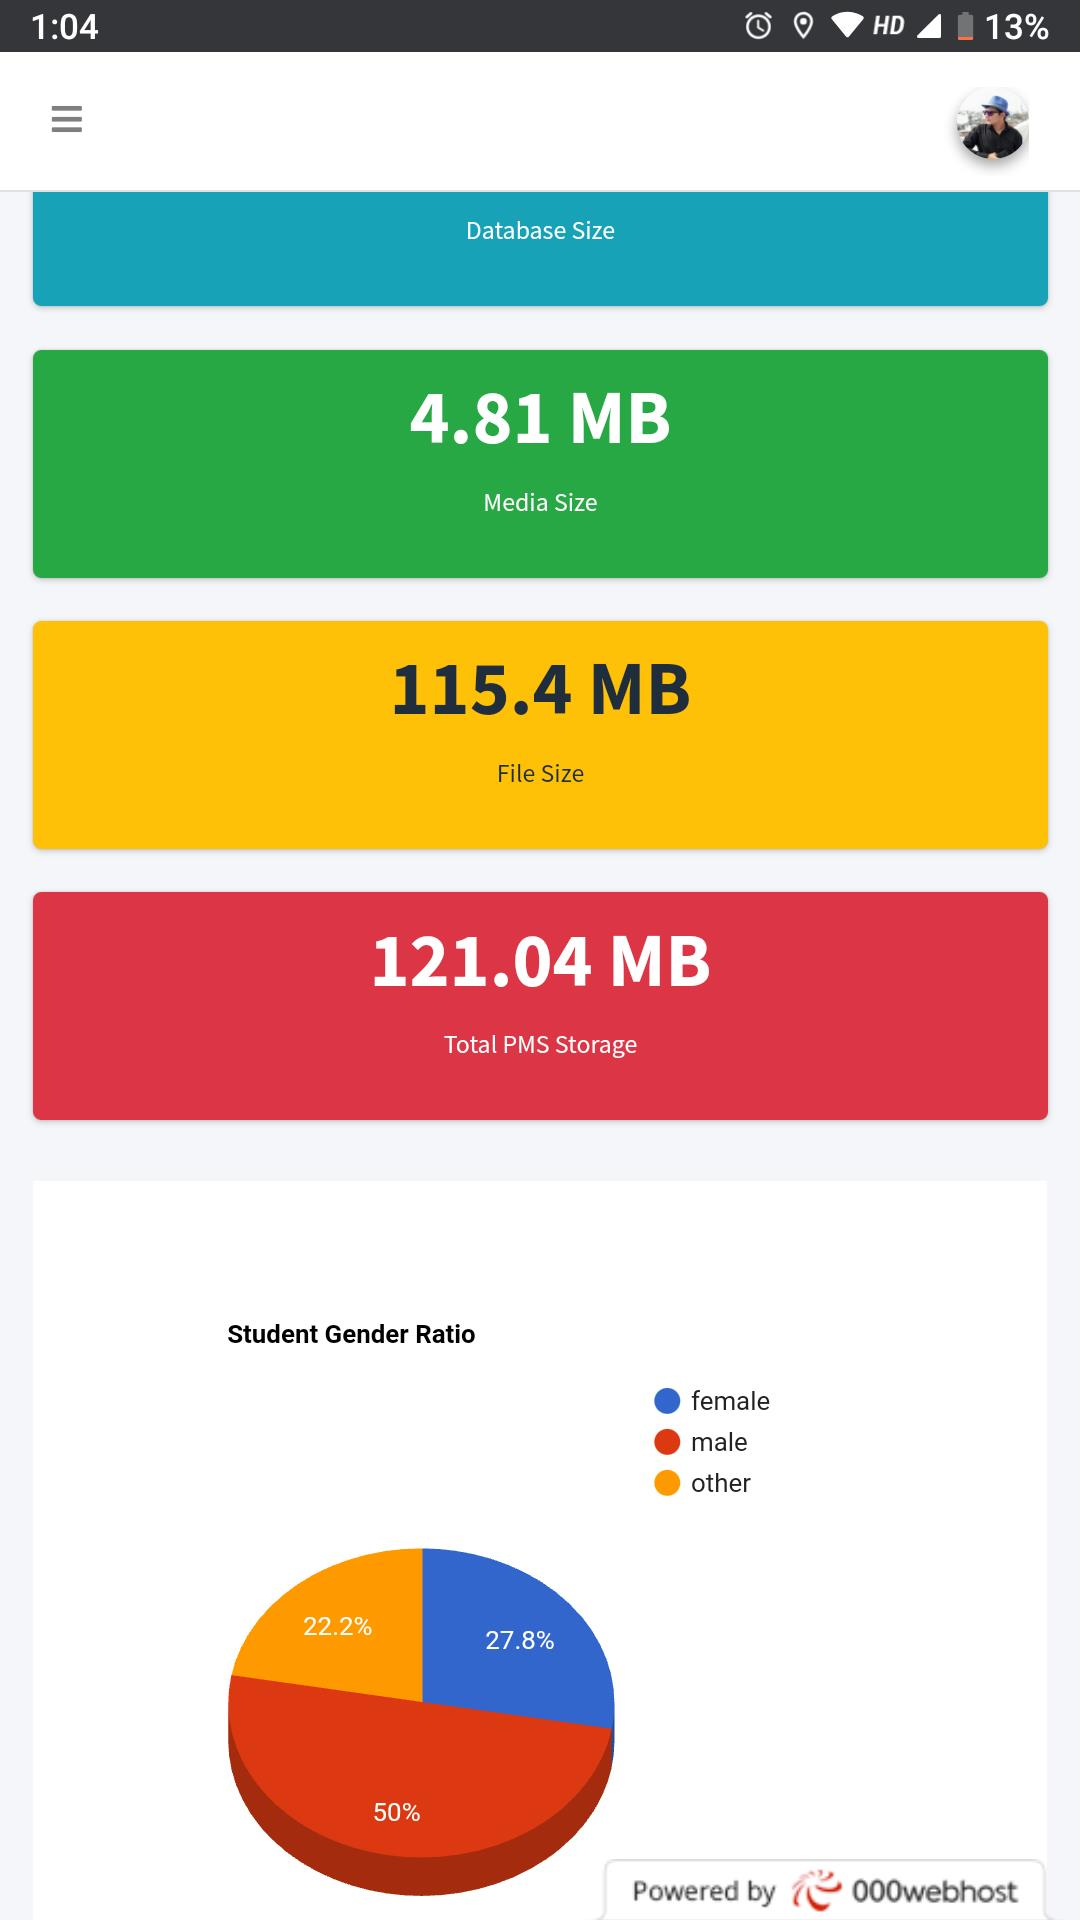 1:04 HD 13%
Database Size
4.81 MB
Media Size
115.4 MB
File Size
121.04 MB
Total PMS Storage
Student Gender Ratio
female
male
other
22.2%
27.8%
50%
Powered by 000webhost